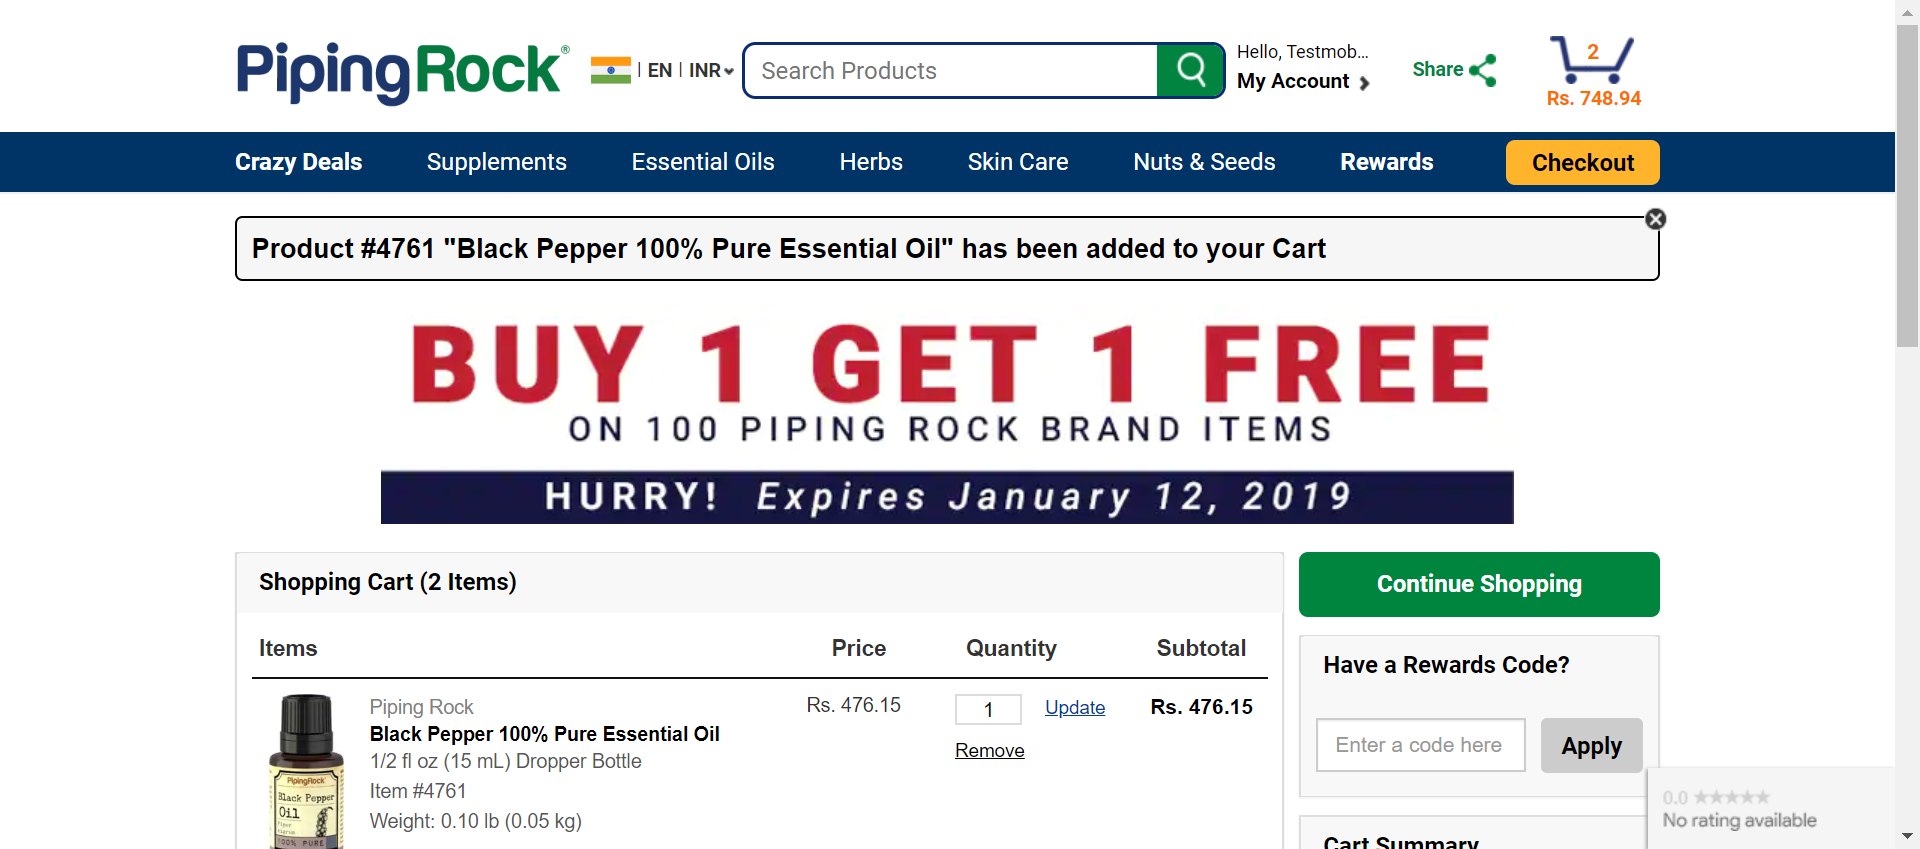 PipingRock®
EN | INR
Search Products
Hello, Testmob...
My Account
Share
2
Rs. 748.94
Crazy Deals
Supplements
Essential Oils
Herbs
Skin Care
Nuts & Seeds
Rewards
Checkout
Product #4761 "Black Pepper 100% Pure Essential Oil" has been added to your Cart
BUY 1 GET 1 FREE
ON 100 PIPING ROCK BRAND ITEMS
HURRY! Expires January 12, 2019
Shopping Cart (2 Items)
Continue Shopping
Items
Price
Quantity
Subtotal
Have a Rewards Code?
Piping Rock
Black Pepper 100% Pure Essential Oil
1/2 fl oz (15 mL) Dropper Bottle
Item #4761
Weight: 0.10 lb (0.05 kg)
Rs. 476.15
1
Update
Remove
Rs. 476.15
PipingRock
Black Pepper
Oil
100% PURE
Enter a code here
Apply
Cart Summary
0.0 ★★★★★
No rating available